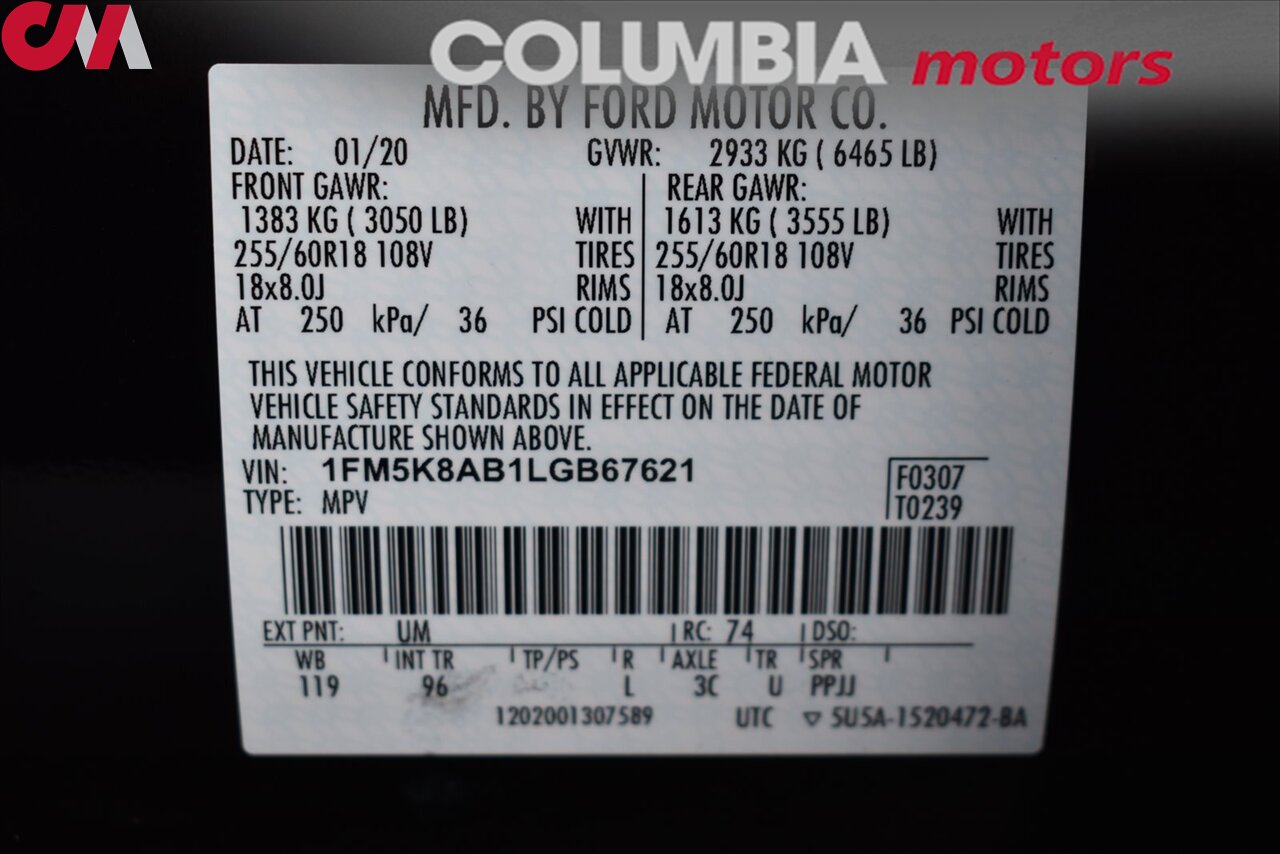 CM
COLUMBIA motors
MFD. BY FORD MOTOR CO.
DATE: 01/20 GVWR: 2933 KG ( 6465 LB)
FRONT GAWR: REAR GAWR:
1383 KG ( 3050 LB) WITH 1613 KG ( 3555 LB) WITH
255/60R18 108V TIRES 255/60R18 108V TIRES
18x8.0J RIMS 18x8.0J RIMS
AT 250 kPa/ 36 PSI COLD AT 250 kPa/ 36 PSI COLD
THIS VEHICLE CONFORMS TO ALL APPLICABLE FEDERAL MOTOR
VEHICLE SAFETY STANDARDS IN EFFECT ON THE DATE OF
MANUFACTURE SHOWN ABOVE.
VIN: 1FM5K8AB1LGB67621 F0307
TYPE: MPV T0239
EXT PNT: UM RC: 74 DSO:
WB INT TR TP/PS R AXLE TR SPR
119 96 L 3C U PPJJ
1202001307589 UTC ▽ 5U5A-1520472-BA